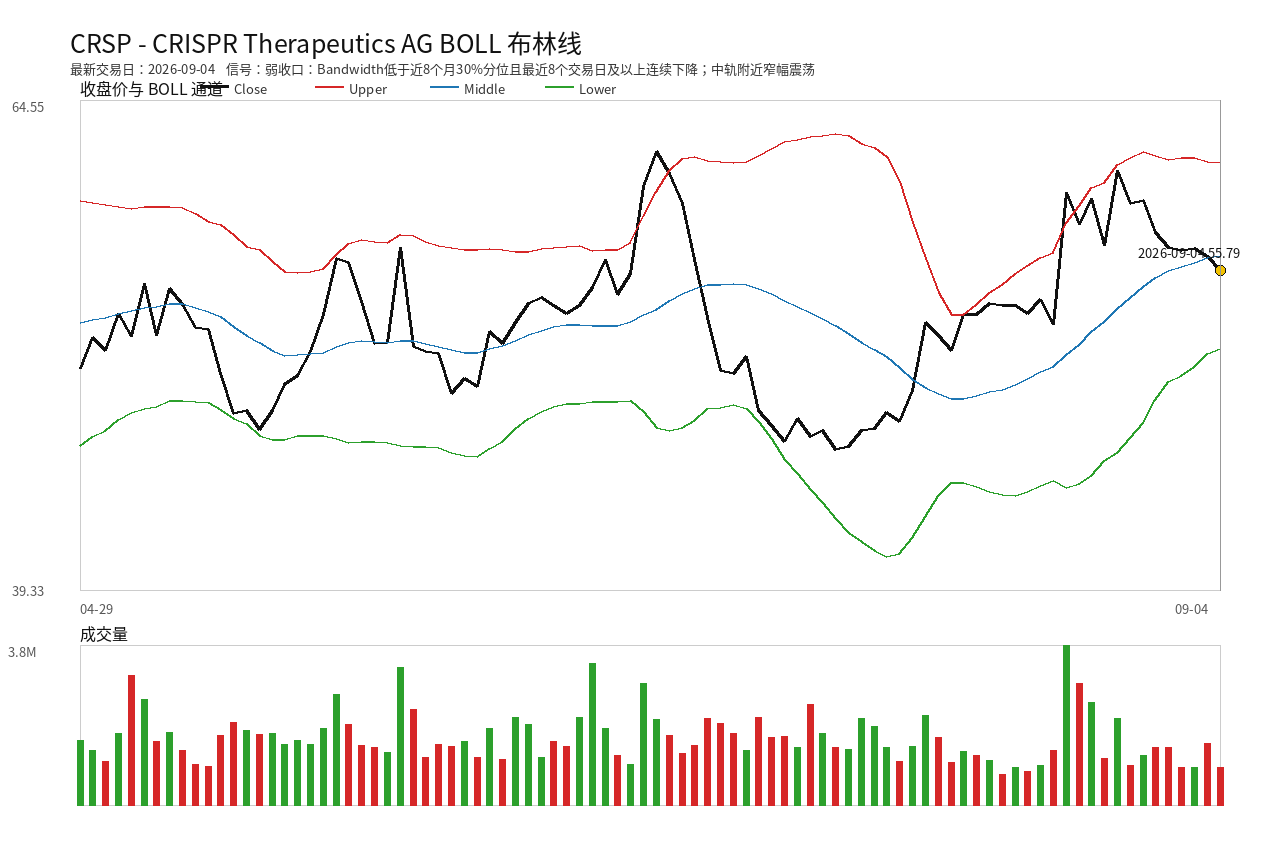 CRSP - CRISPR Therapeutics AG BOLL 布林线
最新交易日：2026-09-04 信号：弱收口：Bandwidth低于近8个月30%分位且最近8个交易日及以上连续下降；中轨附近窄幅震荡
收盘价与 BOLL 通道 Close Upper Middle Lower
64.55
2026-09-04 55.79
39.33
04-29 09-04
成交量
3.8M